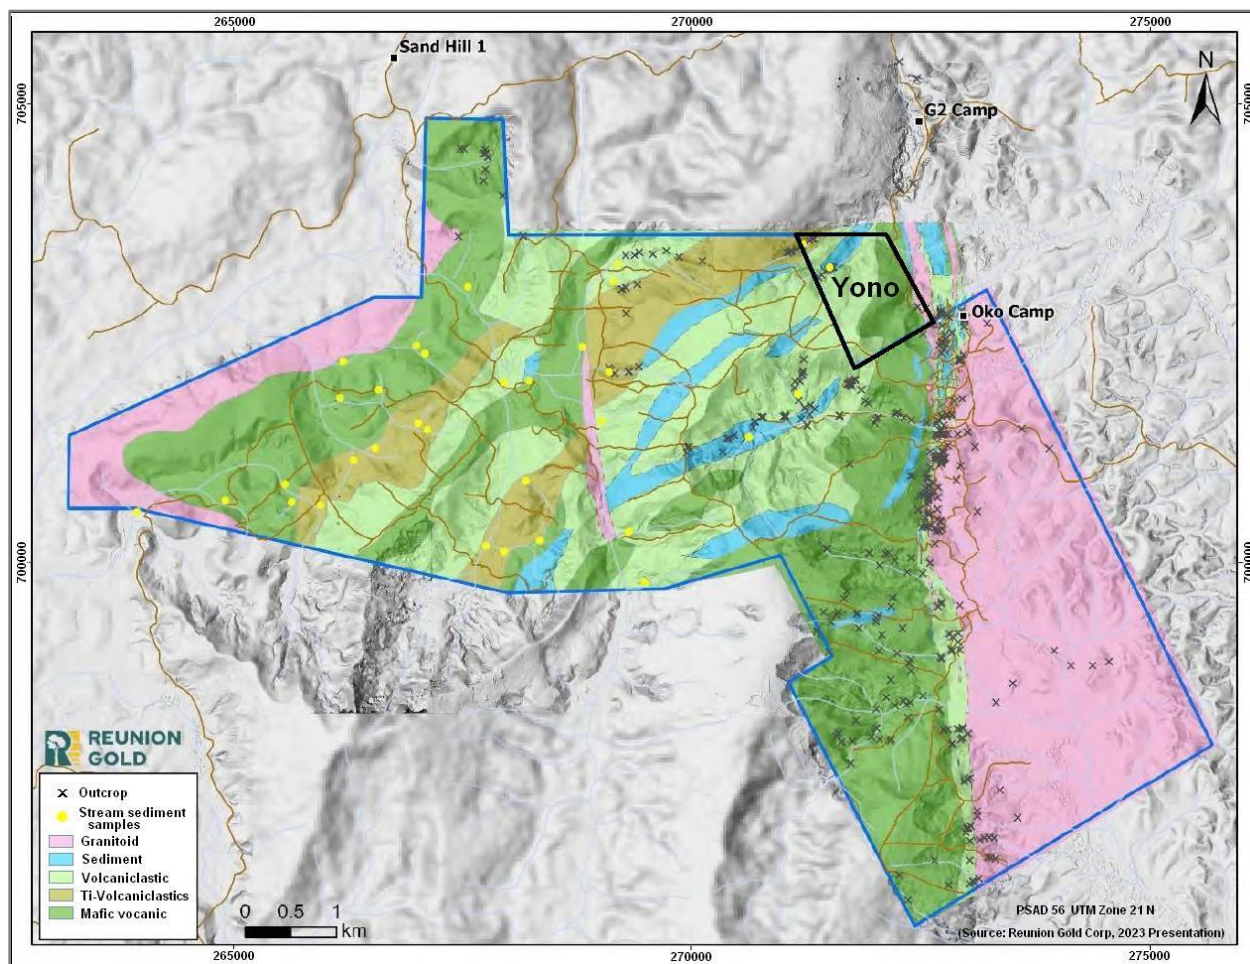 265000
270000
275000
Sand Hill 1
N
705000
705000
G2 Camp
Yono
Oko Camp
700000
700000
REUNION
GOLD
Outcrop
Stream sediment
samples
Granitoid
Sediment
Volcaniclastic
Ti-Volcaniclastics
Mafic vocanic
0 0.5 1
km
PSAD 56 UTM Zone 21 N
(Source: Reunion Gold Corp, 2023 Presentation)
265000
270000
275000